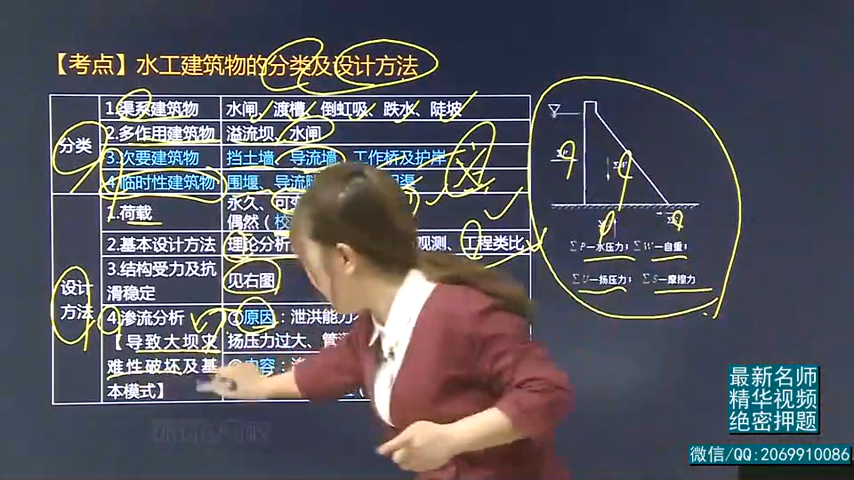 【考点】水工建筑物的分类及设计方法
分类
1.渠系建筑物 水闸、渡槽、倒虹吸、跌水、陡坡
2.多作用建筑物 溢流坝、水闸
3.次要建筑物 挡土墙、导流墙、工作桥及护岸
4.临时性建筑物 围堰、导流
设计方法
1.荷载 永久、可变
偶然（校
2.基本设计方法 理论分析 观测、工程类比
3.结构受力及抗滑稳定 见右图
4.渗流分析 ①原因：泄洪能力不
【导致大坝灾 扬压力过大、管
难性破坏及基 ②内容：
本模式】
ΣP—水压力；ΣW—自重；
ΣU—扬压力；ΣS—摩擦力
最新名师
精华视频
绝密押题
微信/QQ:2069910086